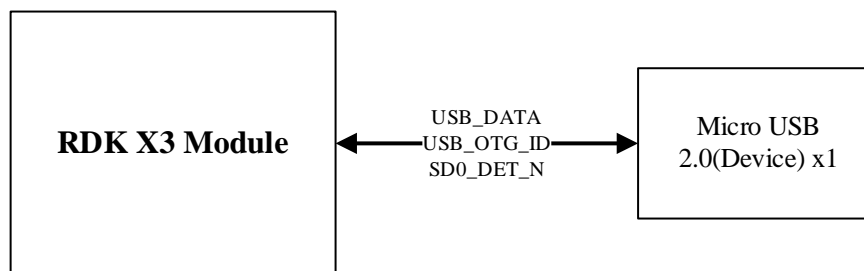 RDK X3 Module
USB_DATA
USB_OTG_ID
SD0_DET_N
Micro USB
2.0(Device) x1